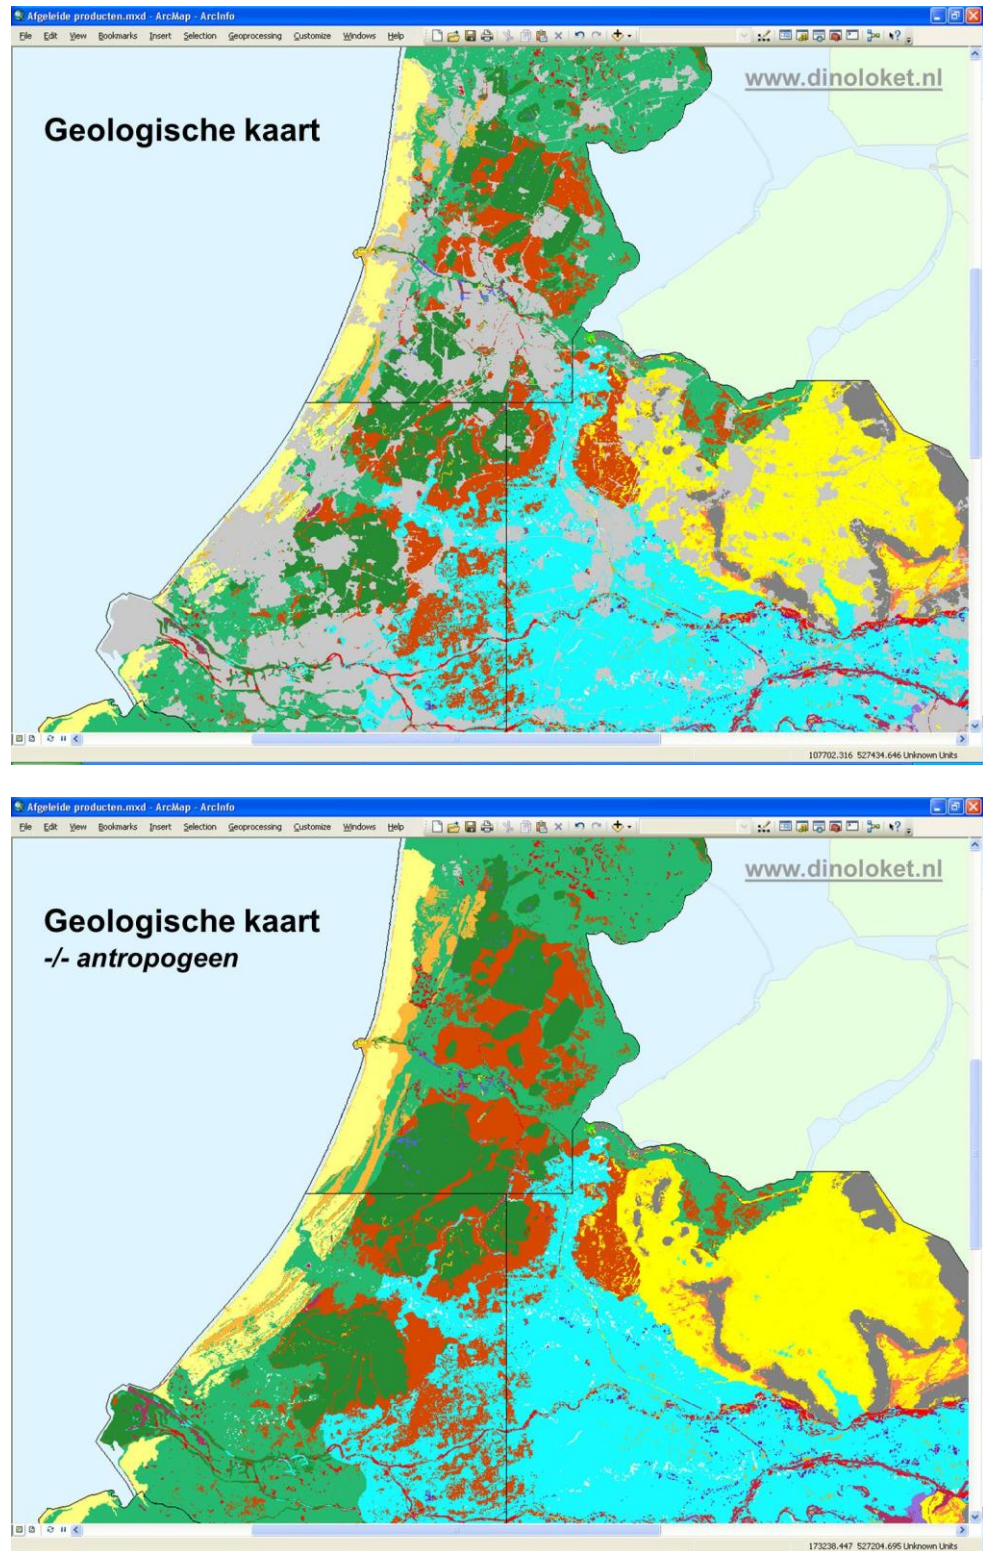 Afgeleide producten.mxd - ArcMap - ArcInfo
File Edit View Bookmarks Insert Selection Geoprocessing Customize Windows Help
www.dinoloket.nl
Geologische kaart
107702.316 527434.646 Unknown Units
Afgeleide producten.mxd - ArcMap - ArcInfo
File Edit View Bookmarks Insert Selection Geoprocessing Customize Windows Help
www.dinoloket.nl
Geologische kaart
-/- antropogeen
173238.447 527204.695 Unknown Units